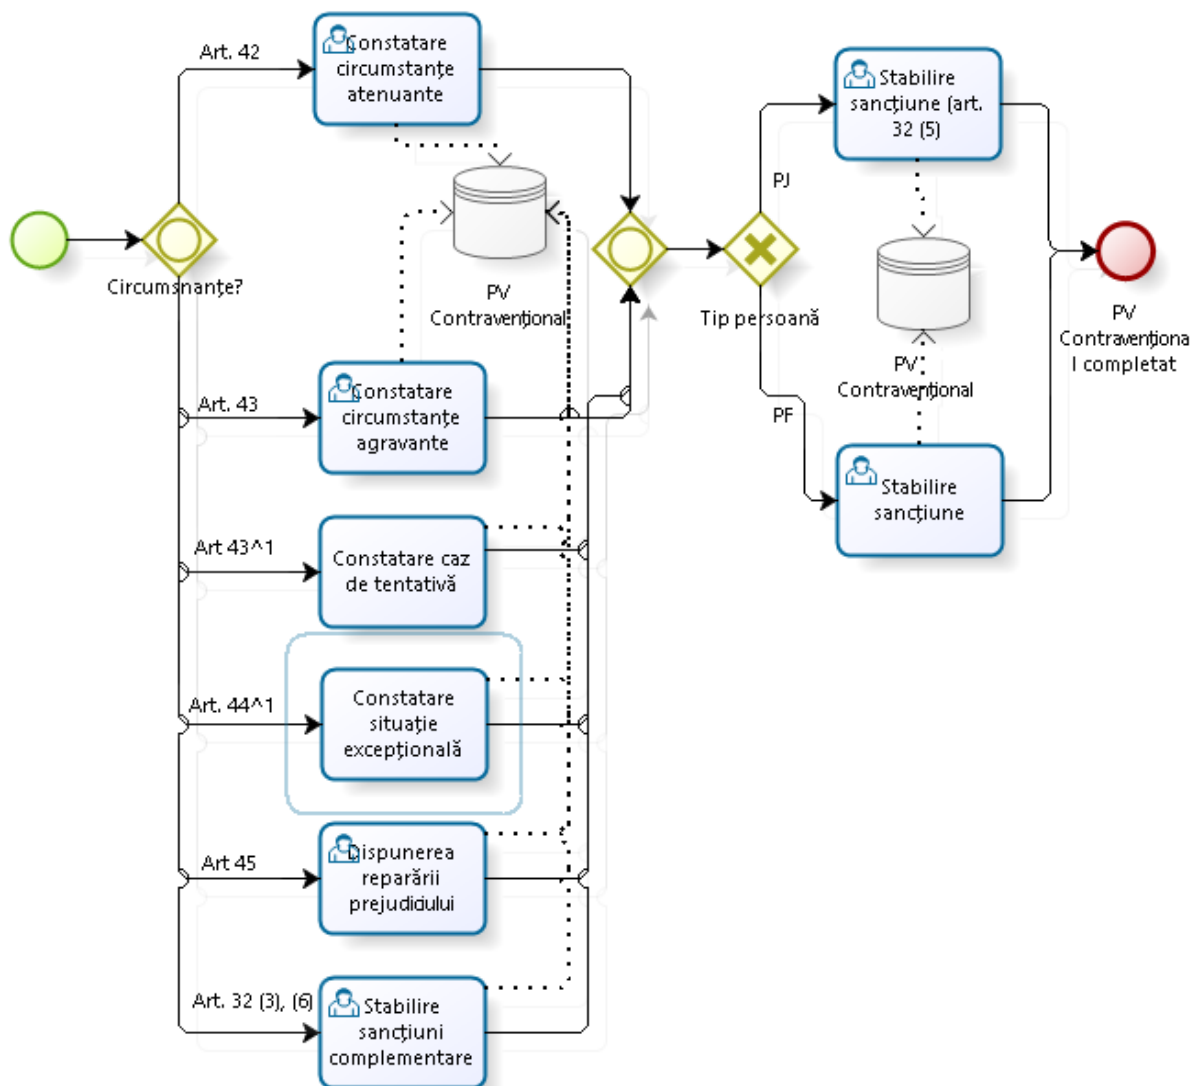 Art. 42
Constatare
circumstanțe
atenuante
Stabilire
sancțiune (art.
32 (5)
PJ
Circumsnanțe?
PV
Contravențional
Tip persoană
PV
Contravenționa
l completat
PV
Contravențional
Art. 43
Constatare
circumstanțe
agravante
PF
Stabilire
sancțiune
Art 43^1
Constatare caz
de tentativă
Art. 44^1
Constatare
situație
excepțională
Art 45
Dispunerea
reparării
prejudiciului
Art. 32 (3), (6)
Stabilire
sancțiuni
complementare